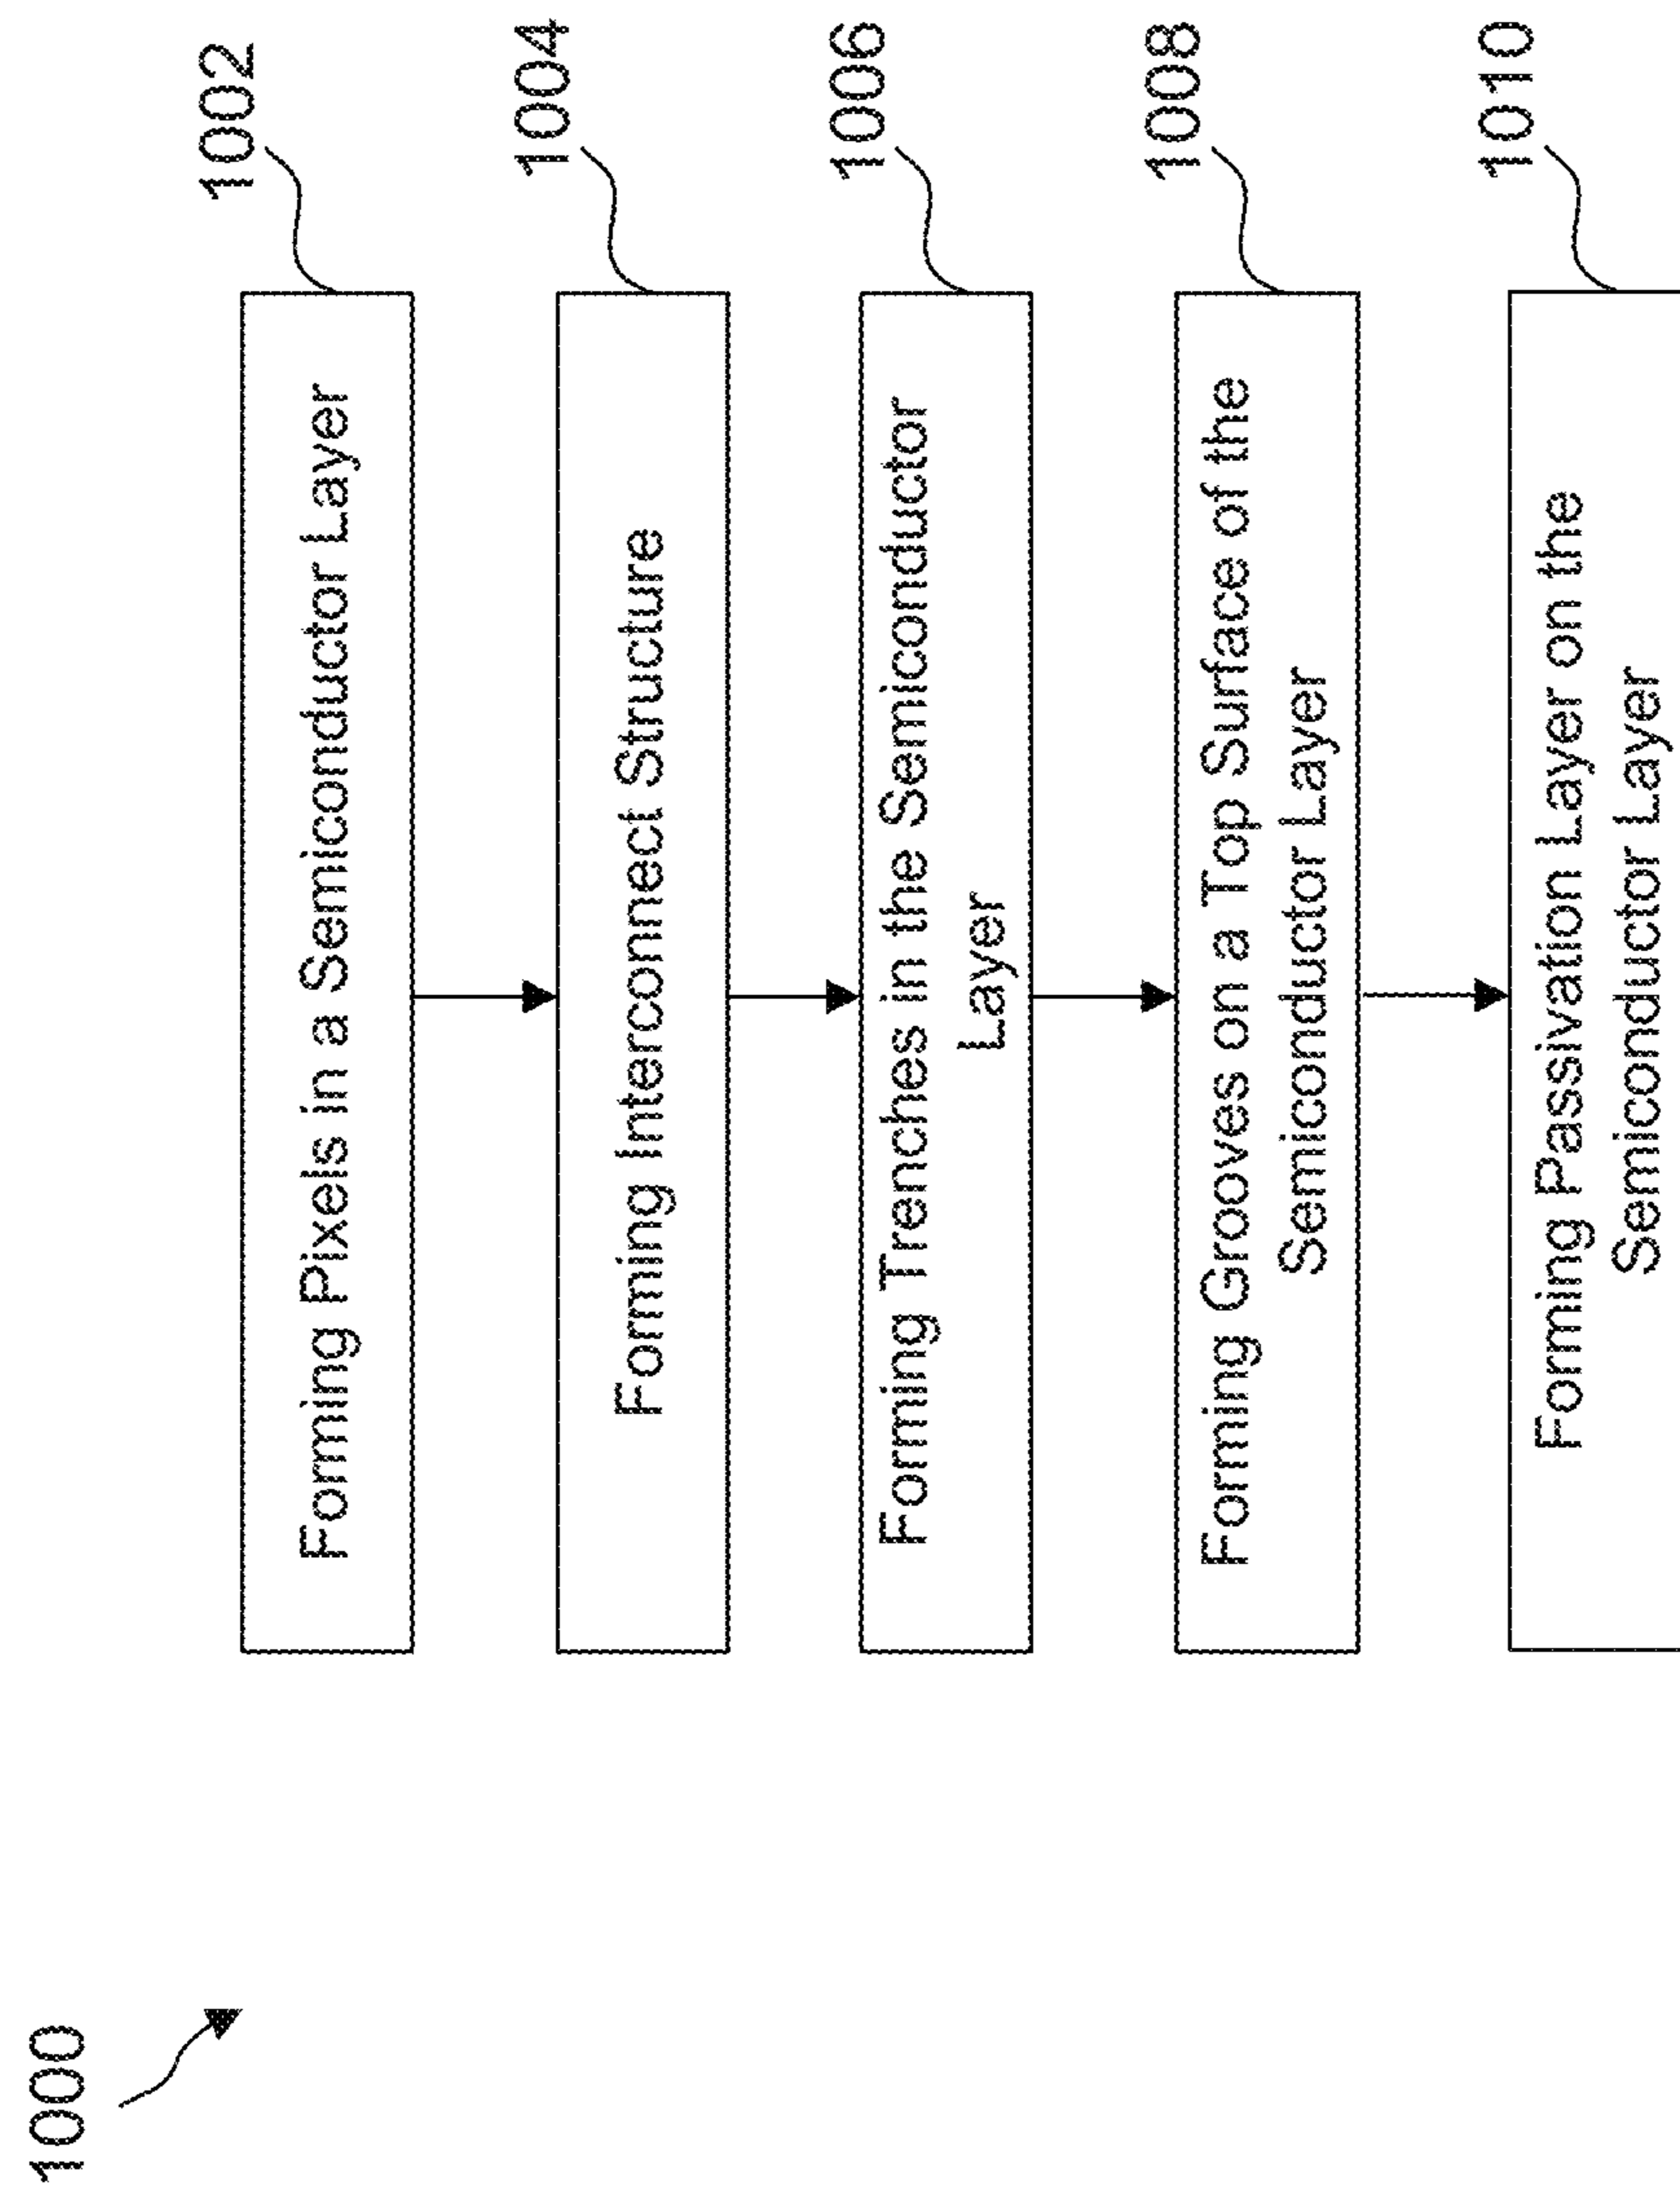 1000
1002
Forming Pixels in a Semiconductor Layer
1004
Forming Interconnect Structure
1006
Forming Trenches in the Semiconductor
Layer
1008
Forming Grooves on a Top Surface of the
Semiconductor Layer
1010
Forming Passivation Layer on the
Semiconductor Layer